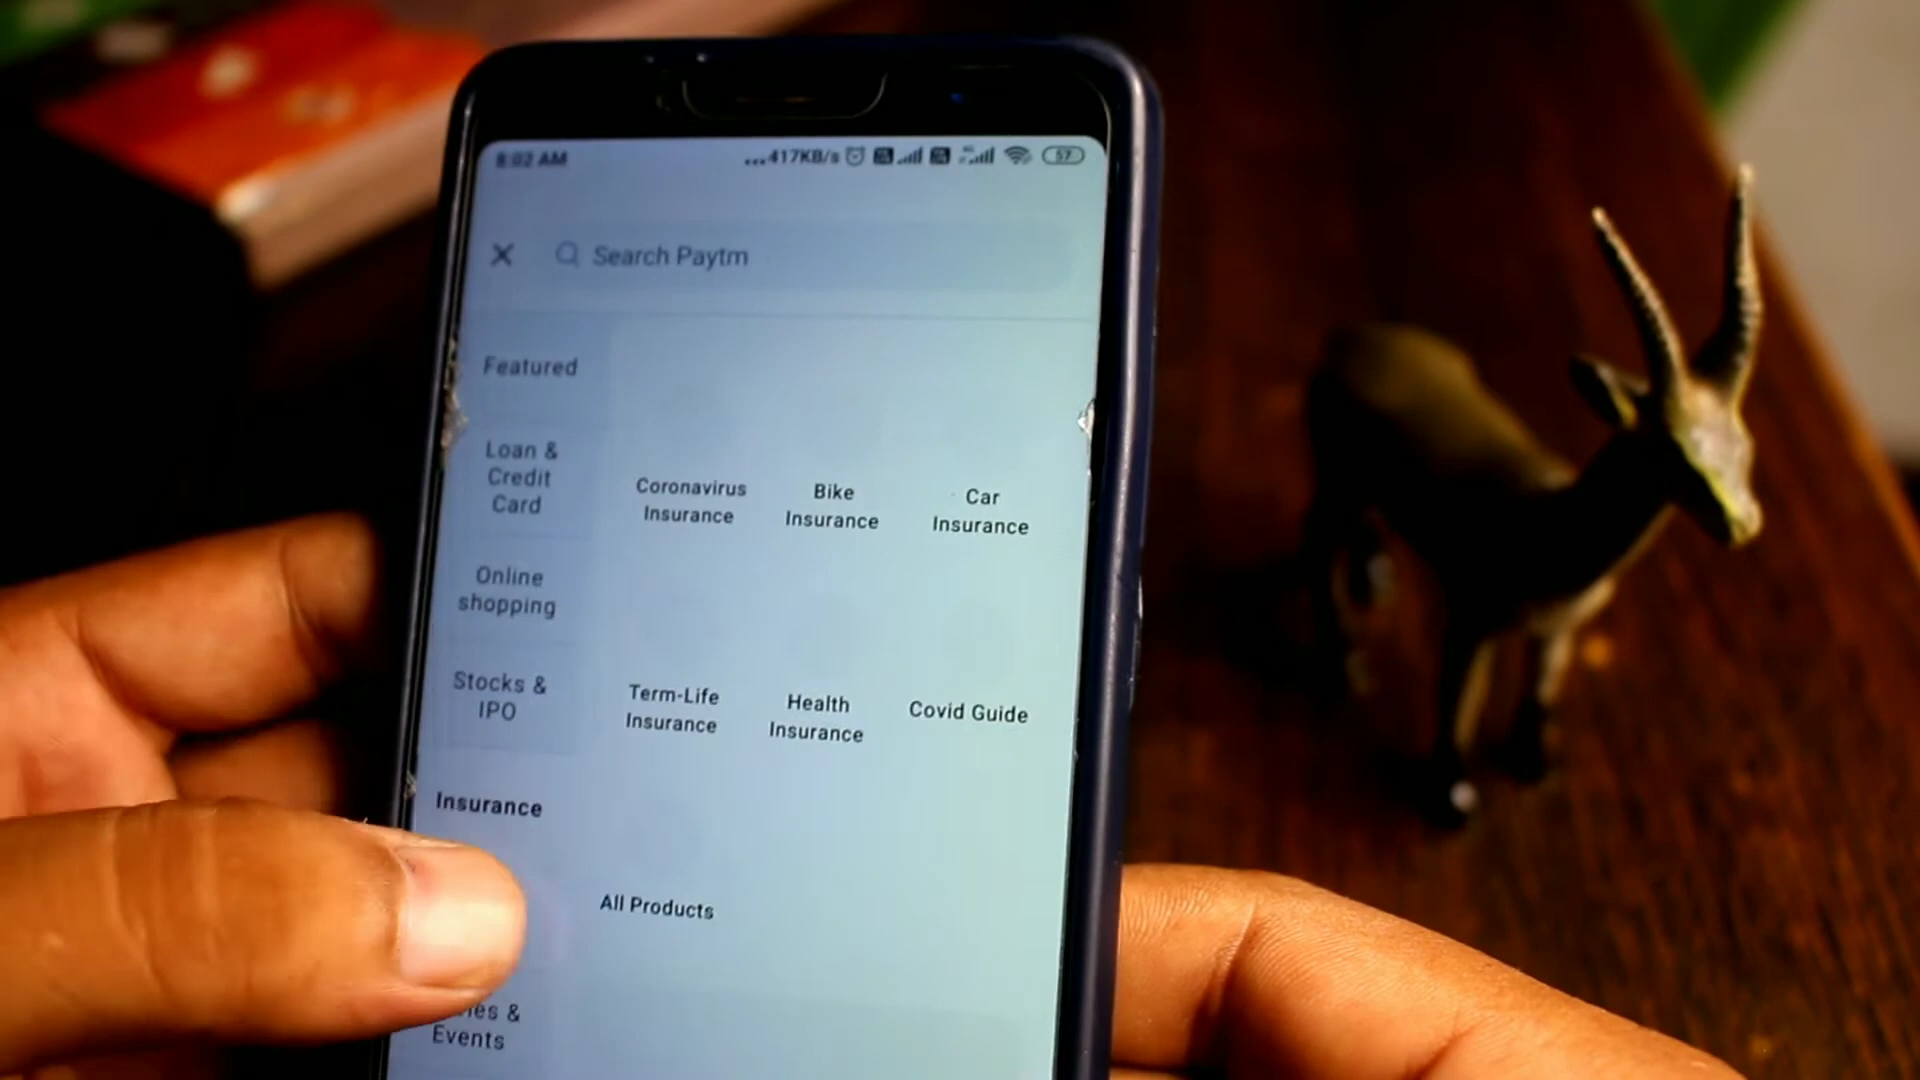 8:02 AM ...417KB/s 57
Search Paytm
Featured
Loan &
Credit
Card
Online
shopping
Stocks &
IPO
Insurance
& 
Events
Coronavirus
Insurance
Bike
Insurance
Car
Insurance
Term-Life
Insurance
Health
Insurance
Covid Guide
All Products